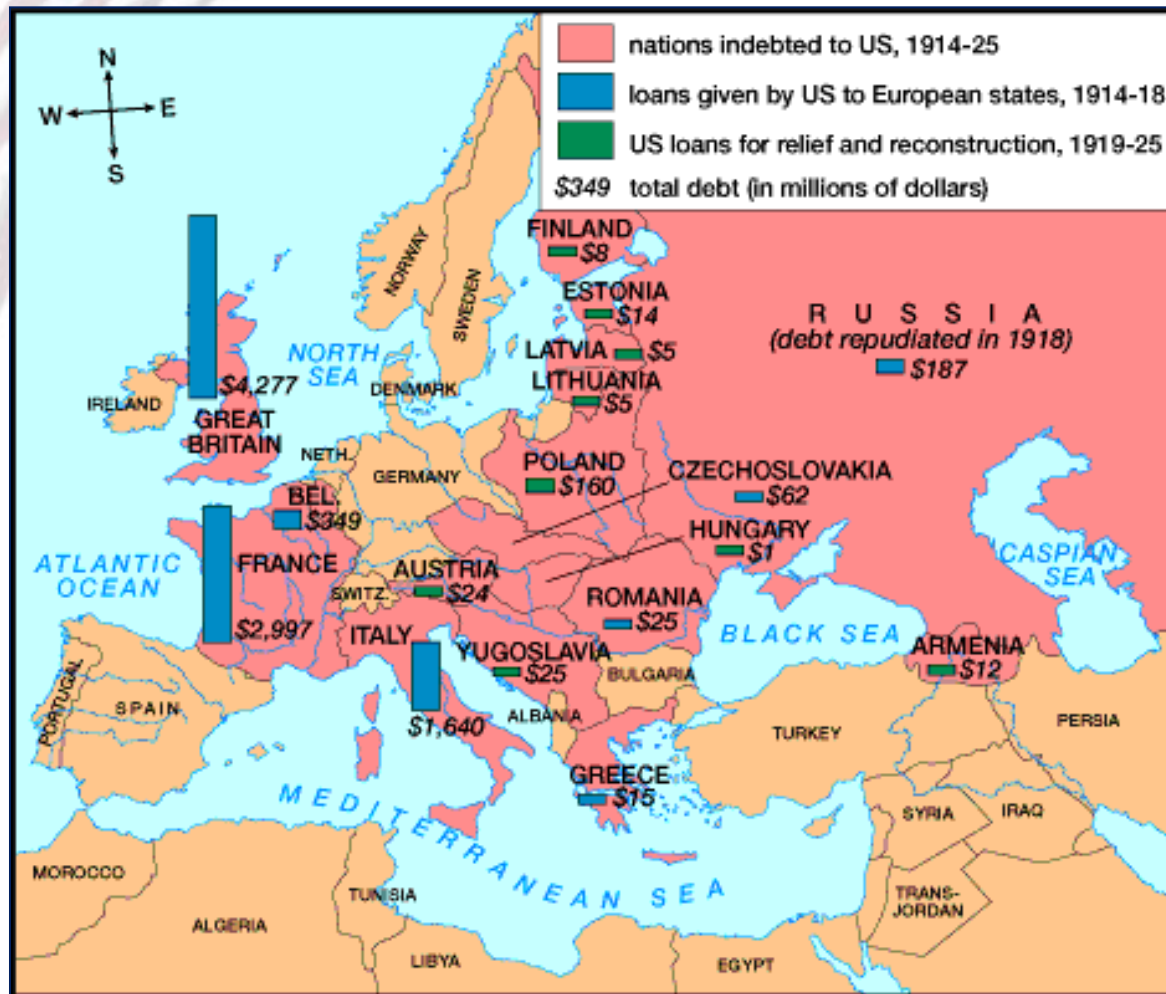 nations indebted to US, 1914-25
loans given by US to European states, 1914-18
US loans for relief and reconstruction, 1919-25
$349 total debt (in millions of dollars)
N
W
E
S
FINLAND
$8
NORWAY
SWEDEN
ESTONIA
$14
RUSSIA
(debt repudiated in 1918)
$187
NORTH
SEA
LATVIA
$5
LITHUANIA
$5
DENMARK
$4,277
IRELAND
GREAT
BRITAIN
NETH.
GERMANY
POLAND
$160
CZECHOSLOVAKIA
$62
BEL.
$349
HUNGARY
$1
ATLANTIC
OCEAN
FRANCE
$2,997
SWITZ.
AUSTRIA
$24
ROMANIA
$25
CASPIAN
SEA
BLACK SEA
ITALY
$1,640
YUGOSLAVIA
$25
BULGARIA
ARMENIA
$12
PORTUGAL
SPAIN
ALBANIA
TURKEY
PERSIA
GREECE
$15
MEDITERRANEAN SEA
SYRIA
IRAQ
MOROCCO
ALGERIA
TUNISIA
TRANS-
JORDAN
LIBYA
EGYPT